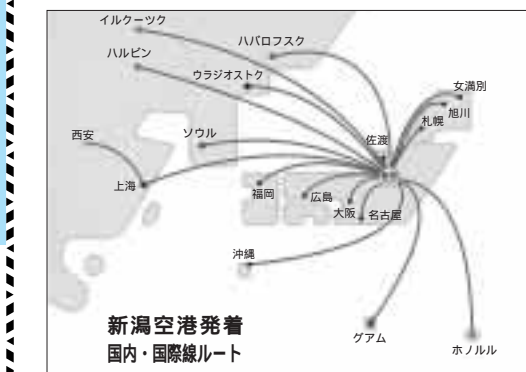 イルクーツク
ハバロフスク
ハルビン
ウラジオストク
女満別
旭川
札幌
西安
ソウル
佐渡
上海
福岡
広島
大阪
名古屋
沖縄
新潟空港発着
国内・国際線ルート
グアム
ホノルル